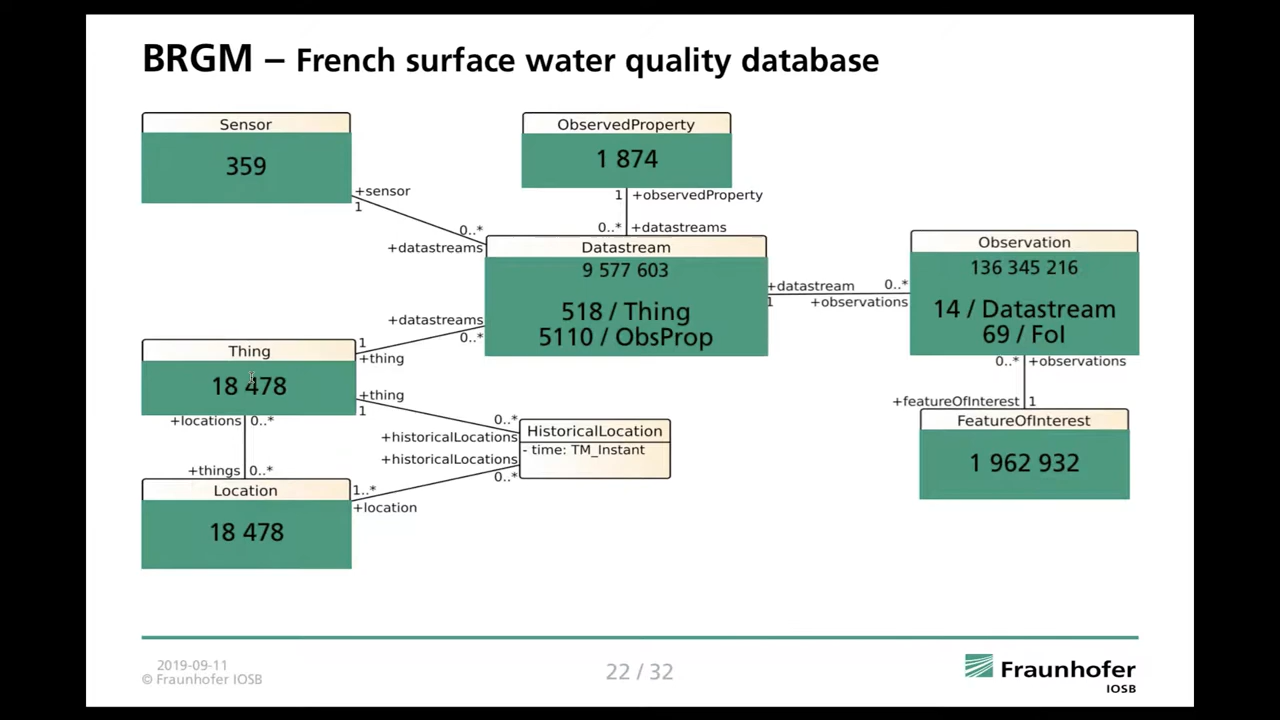 BRGM – French surface water quality database
Sensor
359
+sensor
1
0..*
+datastreams
ObservedProperty
1 874
1 +observedProperty
0..* +datastreams
Datastream
9 577 603
518 / Thing
5110 / ObsProp
+datastream
1
0..*
+observations
Observation
136 345 216
14 / Datastream
69 / FoI
0..* +observations
+featureOfInterest 1
FeatureOfInterest
1 962 932
+datastreams
0..*
1
+thing
Thing
18 478
+thing
1
0..*
+historicalLocations
HistoricalLocation
- time: TM_Instant
+historicalLocations
0..*
+locations 0..*
+things 0..*
Location
18 478
1..*
+location
2019-09-11
© Fraunhofer IOSB
22 / 32
Fraunhofer
IOSB